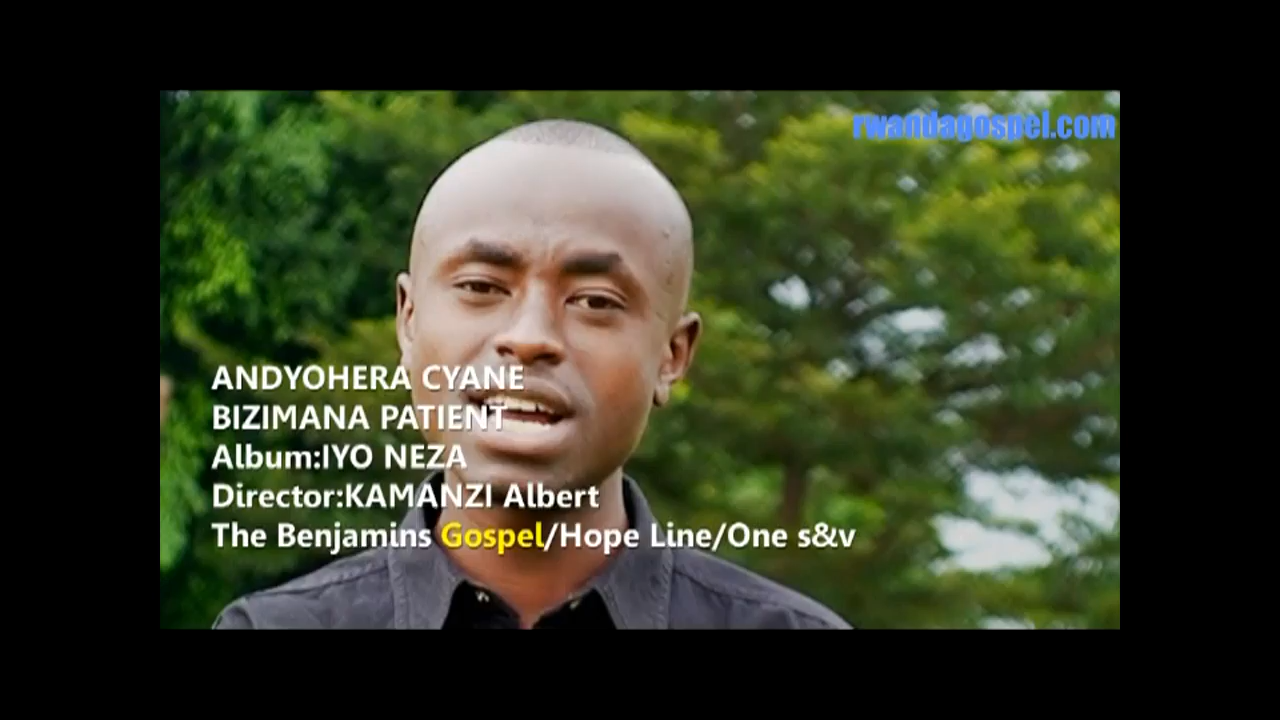 rwandagospel.com
ANDYOHERA CYANE
BIZIMANA PATIENT
Album:IYO NEZA
Director:KAMANZI Albert
The Benjamins Gospel/Hope Line/One s&v